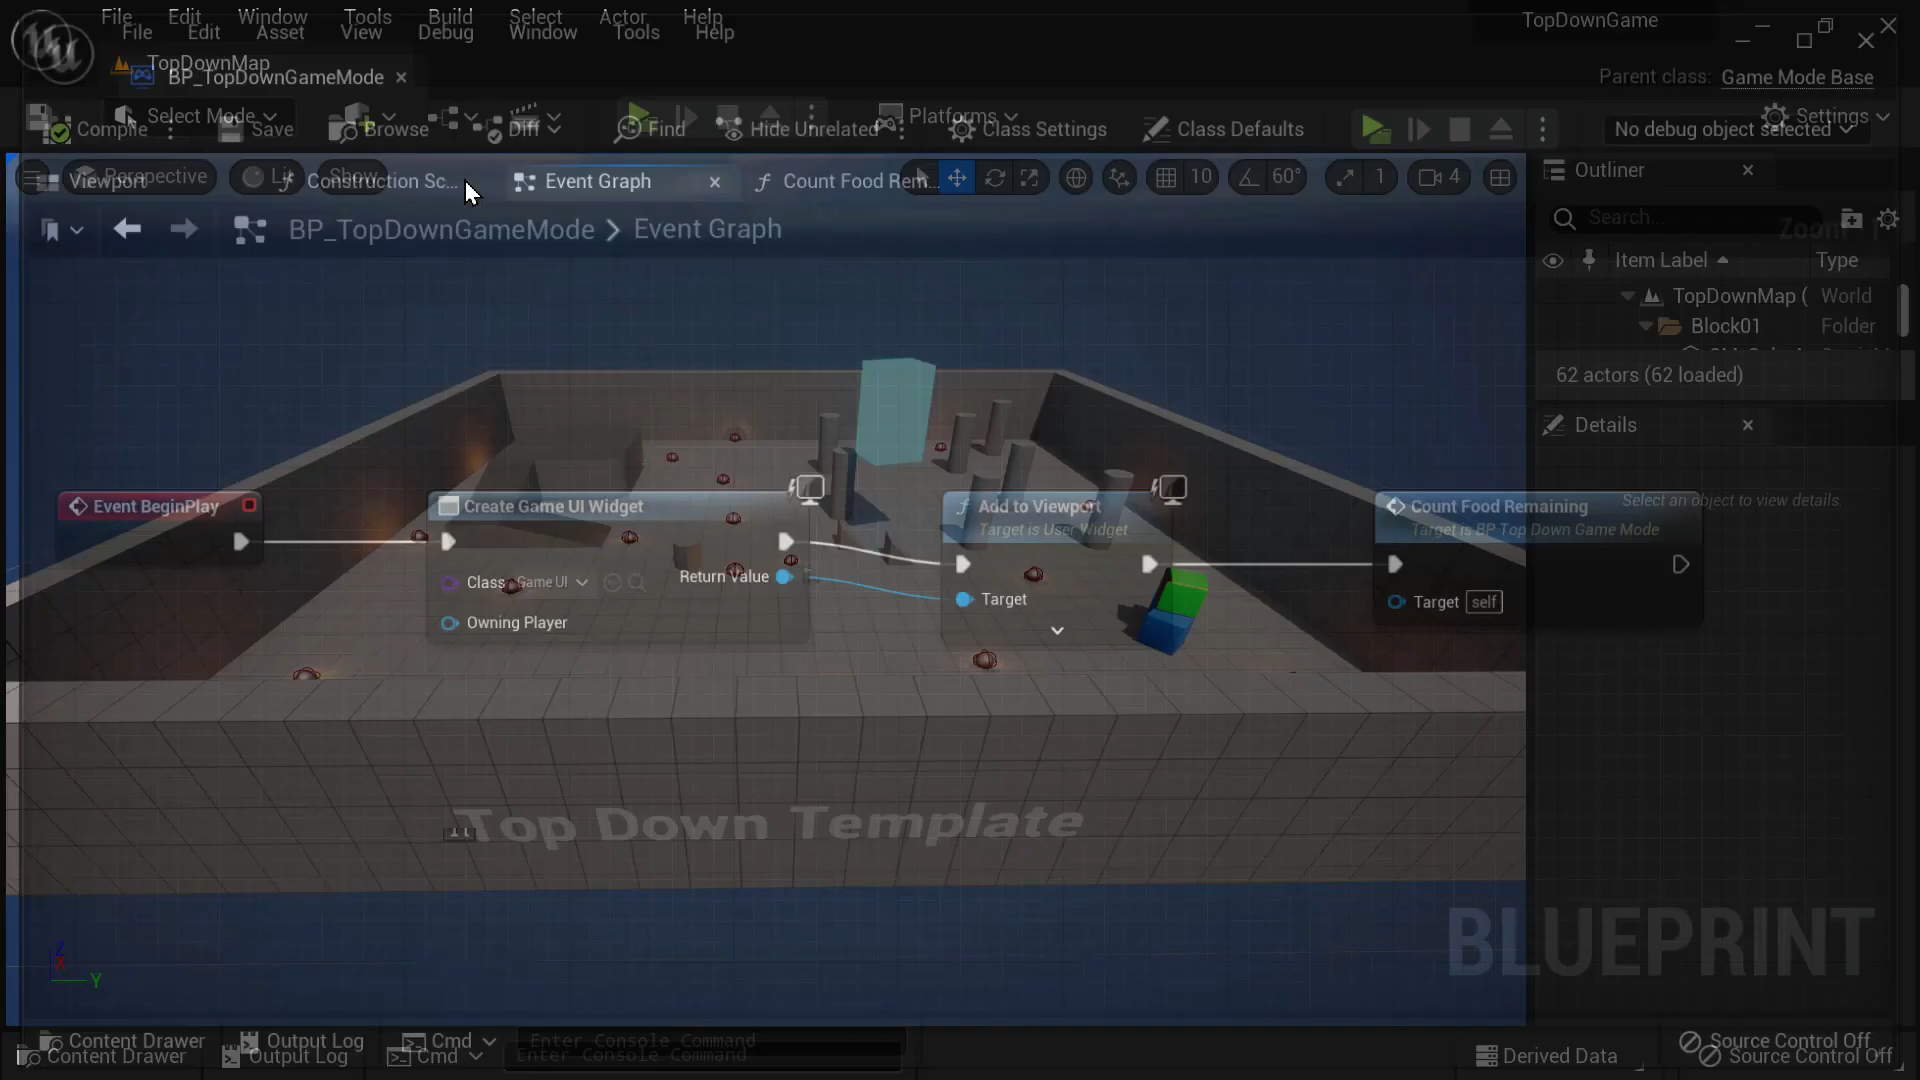 File Edit Window Tools Build Select Actor Help
TopDownGame
File Edit Asset View Debug Window Tools Help
TopDownMap
BP_TopDownGameMode
Parent class: Game Mode Base
Select Mode
Platforms
Settings
Compile Save Browse Diff Find Hide Unrelated Class Settings Class Defaults
No debug object selected
Viewport
Perspective
Lit
Show
Construction Sc...
Event Graph
Count Food Rem...
10 60° 1 4
Outliner
BP_TopDownGameMode > Event Graph
Search...
Item Label Type
TopDownMap ( World
Block01 Folder
62 actors (62 loaded)
Details
Select an object to view details.
Event BeginPlay
Create Game UI Widget
Class Game UI
Return Value
Owning Player
Add to Viewport
Target is User Widget
Target
Count Food Remaining
Target is BP Top Down Game Mode
Target self
Top Down Template
BLUEPRINT
Z
X
Y
Content Drawer Output Log Cmd Enter Console Command
Source Control Off
Content Drawer Output Log Cmd Enter Console Command
Derived Data Source Control Off